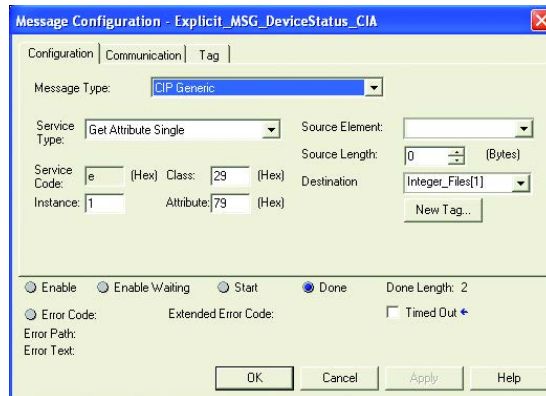 Message Configuration - Explicit_MSG_DeviceStatus_CIA
Configuration Communication Tag
Message Type: CIP Generic
Service Type: Get Attribute Single
Source Element:
Source Length: 0 (Bytes)
Service Code: e (Hex) Class: 29 (Hex)
Destination Integer_Files[1]
Instance: 1 Attribute: 79 (Hex)
New Tag...
Enable Enable Waiting Start Done Done Length: 2
Error Code: Extended Error Code: Timed Out
Error Path:
Error Text:
OK Cancel Apply Help